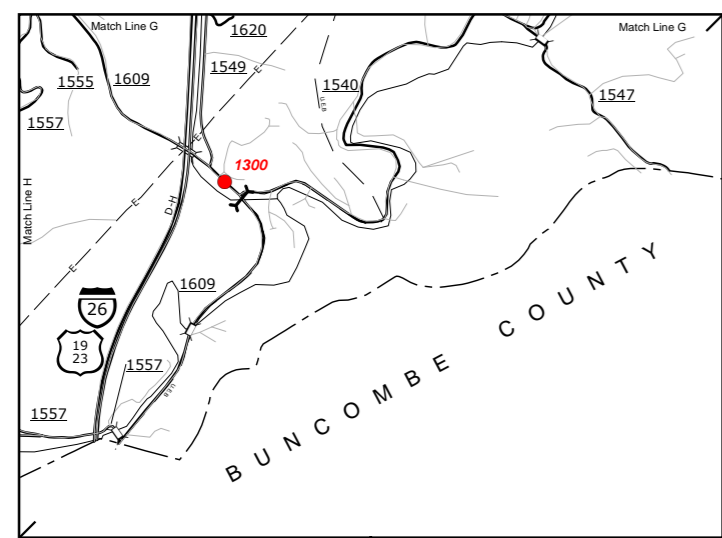 Match Line G
1620
Match Line G
1555
1609
1549
1540
1547
1557
E
U E B
E
1300
E
D-H
Match Line H
E
BUNCOMBE COUNTY
1609
26
19
23
1557
UEB
1557